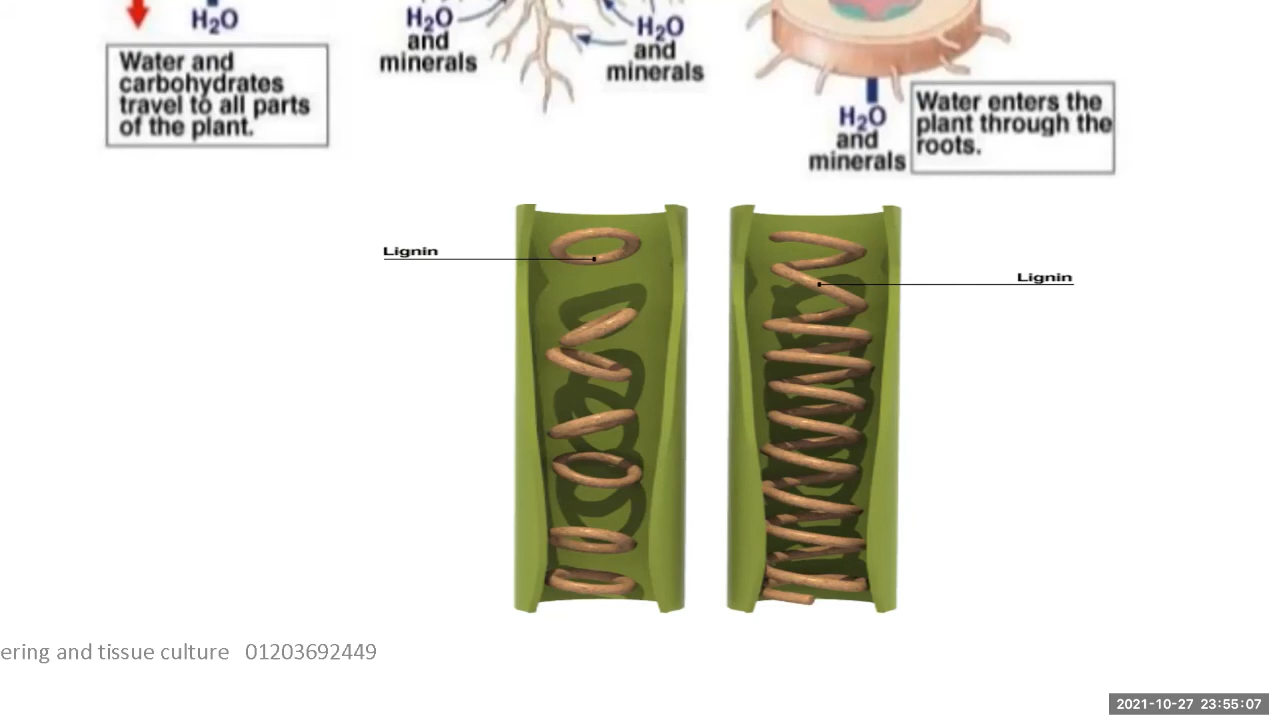 H₂O
Water and
carbohydrates
travel to all parts
of the plant.
H₂O
and
minerals
H₂O
and
minerals
H₂O
and
minerals
Water enters the
plant through the
roots.
Lignin
Lignin
ering and tissue culture 01203692449
2021-10-27 23:55:07